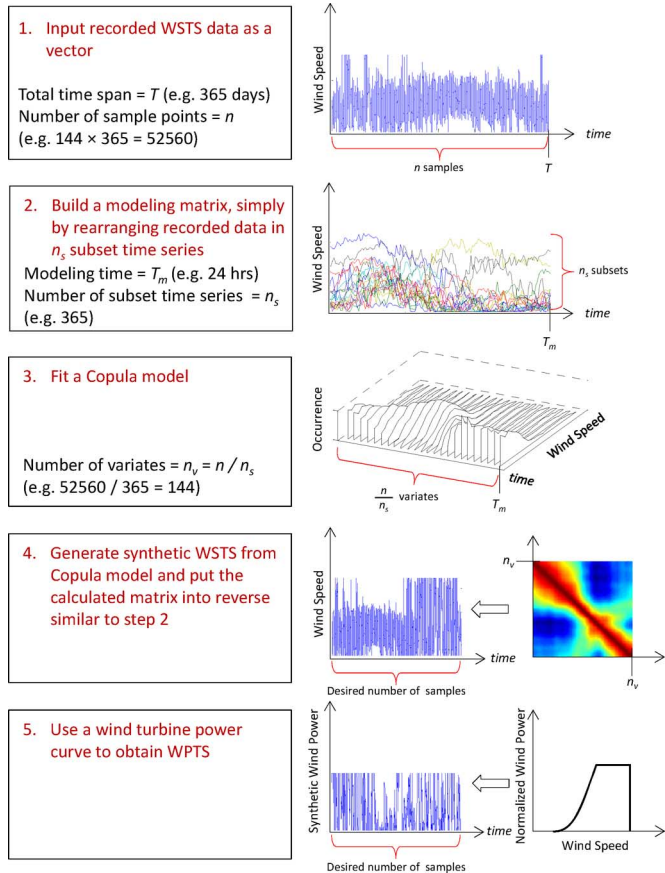 1. Input recorded WSTS data as a
vector
Total time span = T (e.g. 365 days)
Number of sample points = n
(e.g. 144 × 365 = 52560)
Wind Speed
time
n samples
T
2. Build a modeling matrix, simply
by rearranging recorded data in
nₛ subset time series
Modeling time = Tₘ (e.g. 24 hrs)
Number of subset time series = nₛ
(e.g. 365)
Wind Speed
nₛ subsets
time
Tₘ
3. Fit a Copula model
Number of variates = nᵥ = n / nₛ
(e.g. 52560 / 365 = 144)
Occurrence
Wind Speed
time
n/nₛ variates
Tₘ
4. Generate synthetic WSTS from
Copula model and put the
calculated matrix into reverse
similar to step 2
Wind Speed
time
Desired number of samples
nᵥ
nᵥ
5. Use a wind turbine power
curve to obtain WPTS
Synthetic Wind Power
time
Desired number of samples
Normalized Wind Power
Wind Speed